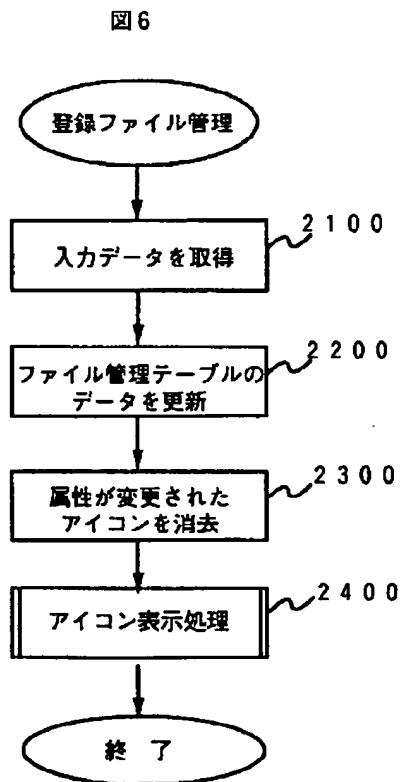 図6
登録ファイル管理
入力データを取得
2100
ファイル管理テーブルの
データを更新
2200
属性が変更された
アイコンを消去
2300
アイコン表示処理
2400
終 了